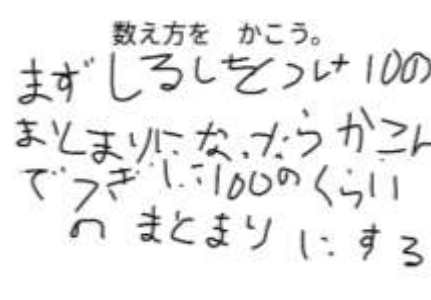 数え方を かこう。
まずしるしをつけ10の
まとまりになったらかこん
でつぎに100のくらい
のまとまりにする